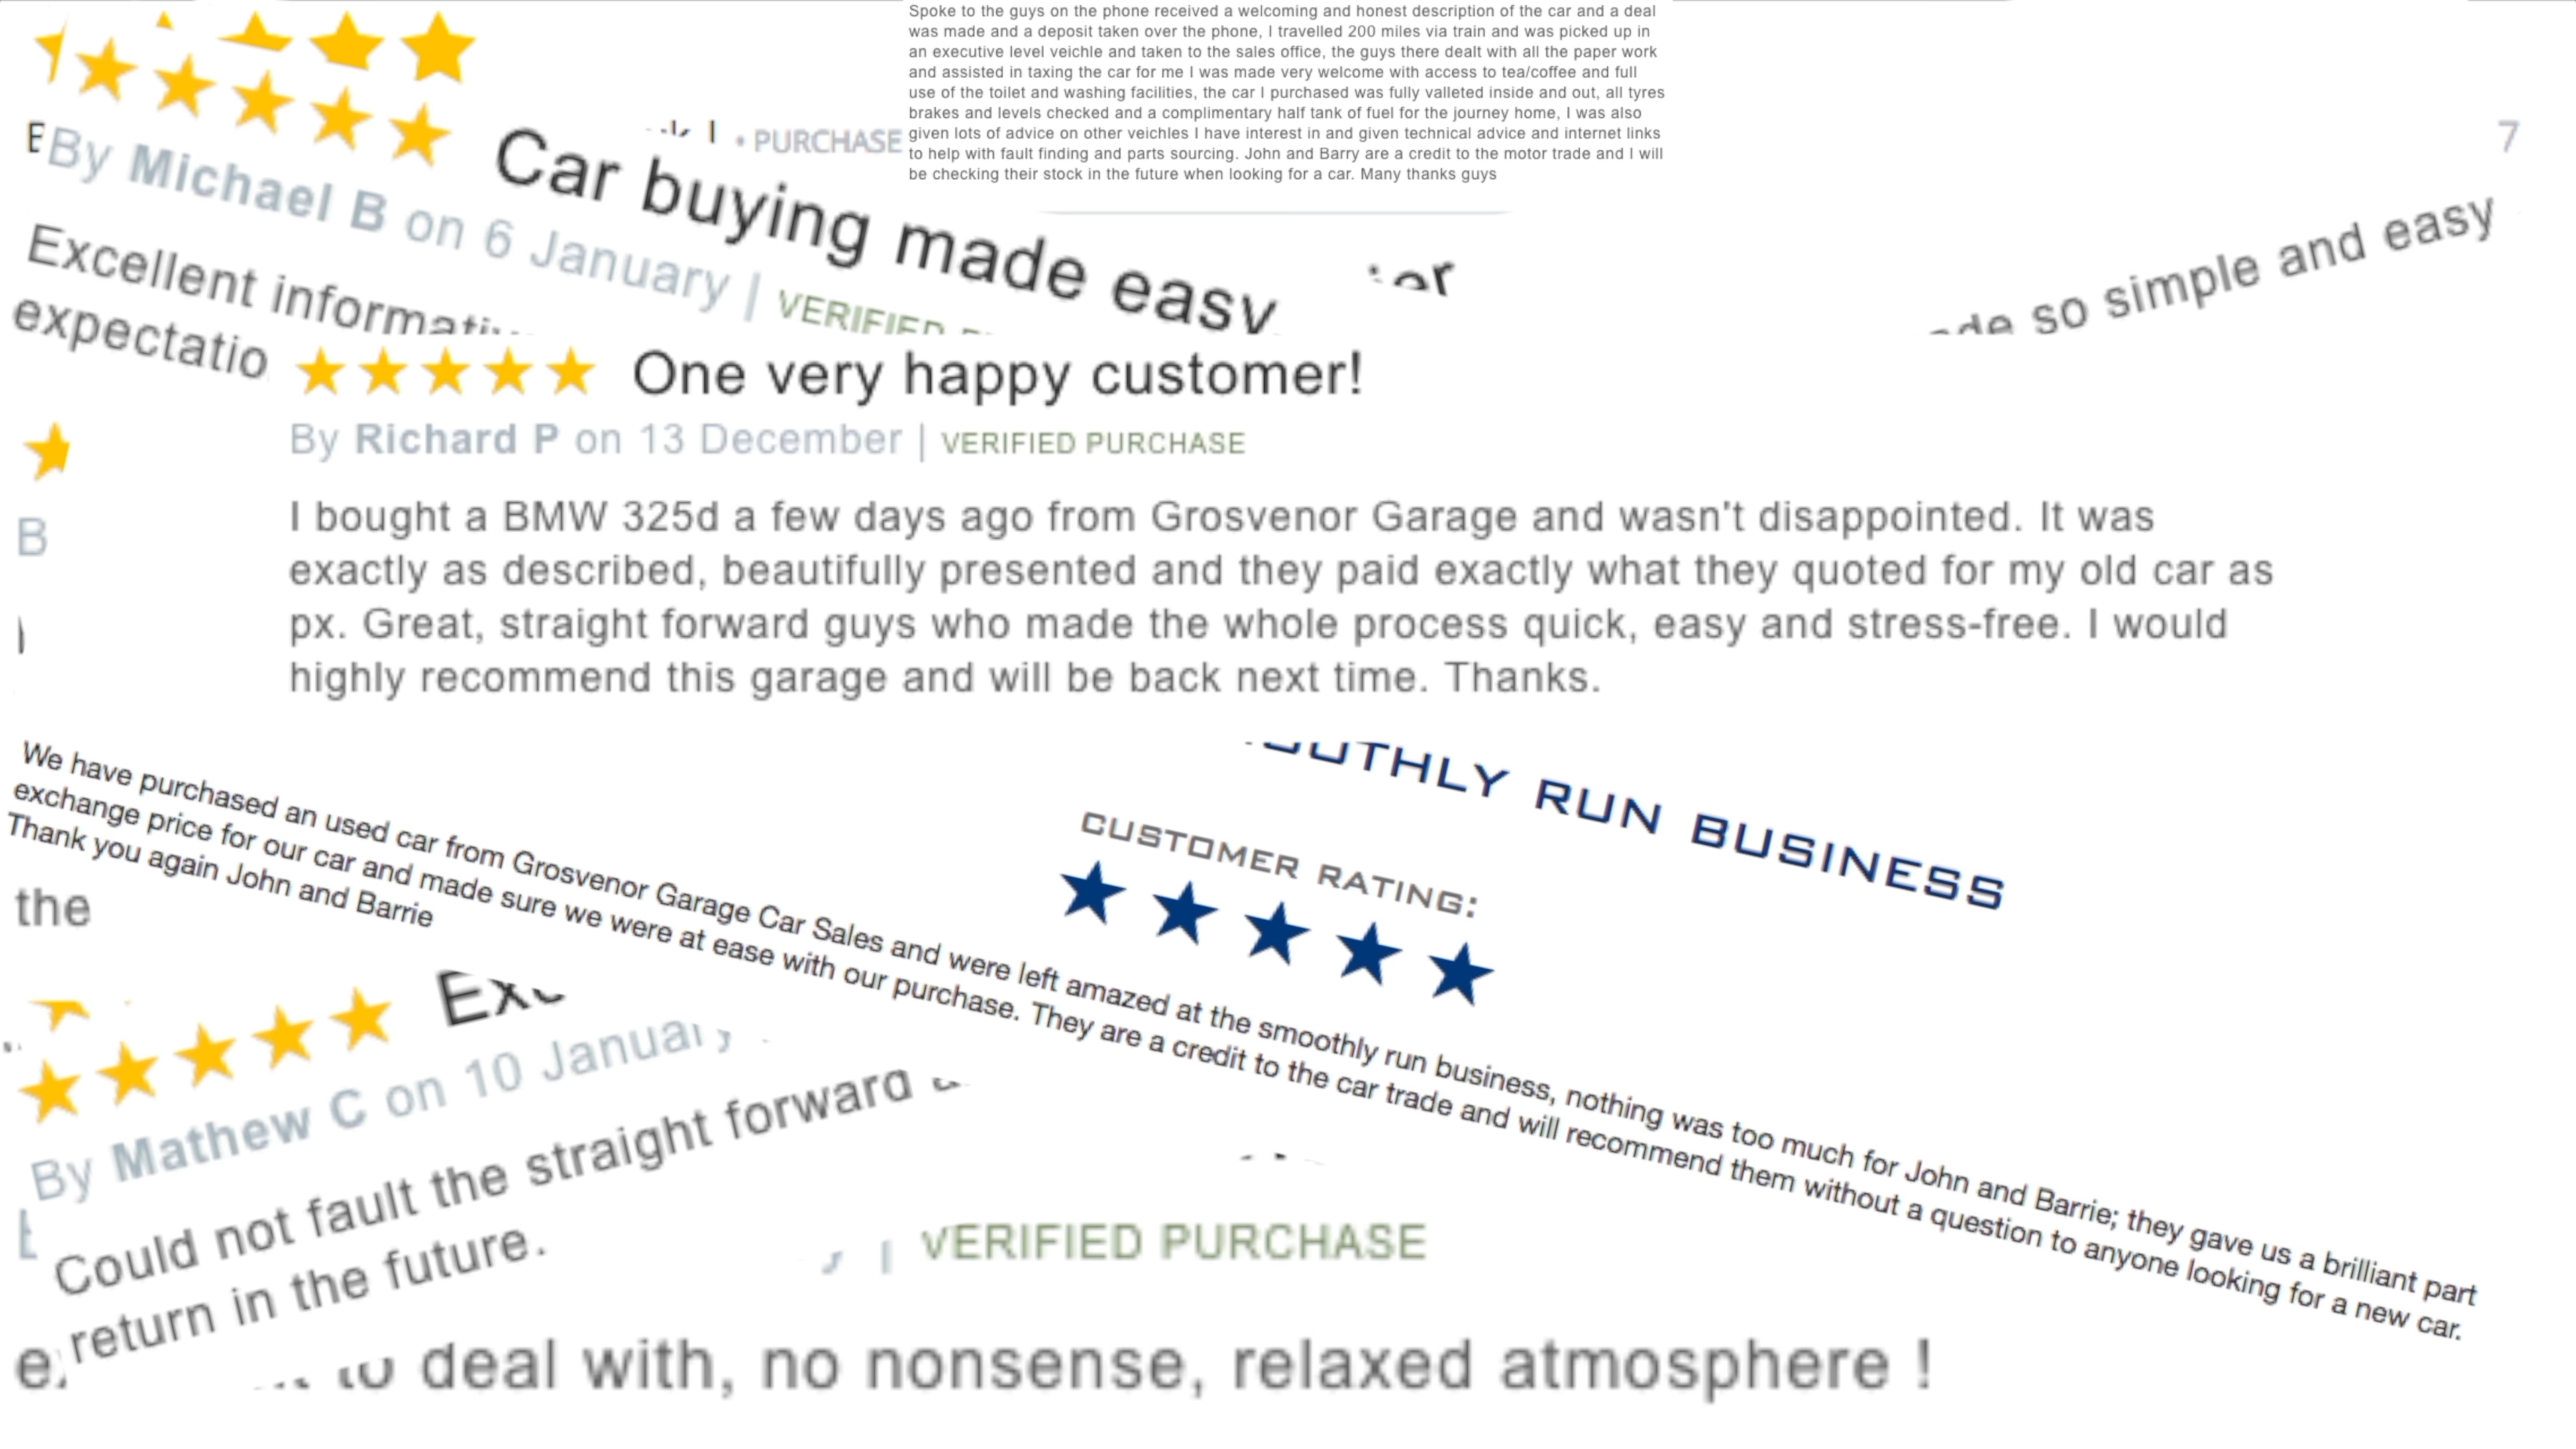 Spoke to the guys on the phone received a welcoming and honest description of the car and a deal
was made and a deposit taken over the phone, I travelled 200 miles via train and was picked up in
an executive level veichle and taken to the sales office, the guys there dealt with all the paper work
and assisted in taxing the car for me I was made very welcome with access to tea/coffee and full
use of the toilet and washing facilities, the car I purchased was fully valleted inside and out, all tyres
brakes and levels checked and a complimentary half tank of fuel for the journey home, I was also
given lots of advice on other veichles I have interest in and given technical advice and internet links
to help with fault finding and parts sourcing. John and Barry are a credit to the motor trade and I will
be checking their stock in the future when looking for a car. Many thanks guys
PURCHASE
7
Car buying made easy
By Michael B on 6 January | VERIFIED
Excellent
so simple and easy
One very happy customer!
By Richard P on 13 December | VERIFIED PURCHASE
I bought a BMW 325d a few days ago from Grosvenor Garage and wasn't disappointed. It was
exactly as described, beautifully presented and they paid exactly what they quoted for my old car as
px. Great, straight forward guys who made the whole process quick, easy and stress-free. I would
highly recommend this garage and will be back next time. Thanks.
RUN BUSINESS
CUSTOMER RATING:
We have purchased an used car from Grosvenor Garage Car Sales and were left amazed at the smoothly run business, nothing was too much for John and Barrie; they gave us a brilliant part
exchange price for our car and made sure we were at ease with our purchase. They are a credit to the car trade and will recommend them without a question to anyone looking for a new car.
Thank you again John and Barrie
the
By Mathew C on 10 January
Could not fault the straight forward
return in the future.
VERIFIED PURCHASE
to deal with, no nonsense, relaxed atmosphere !